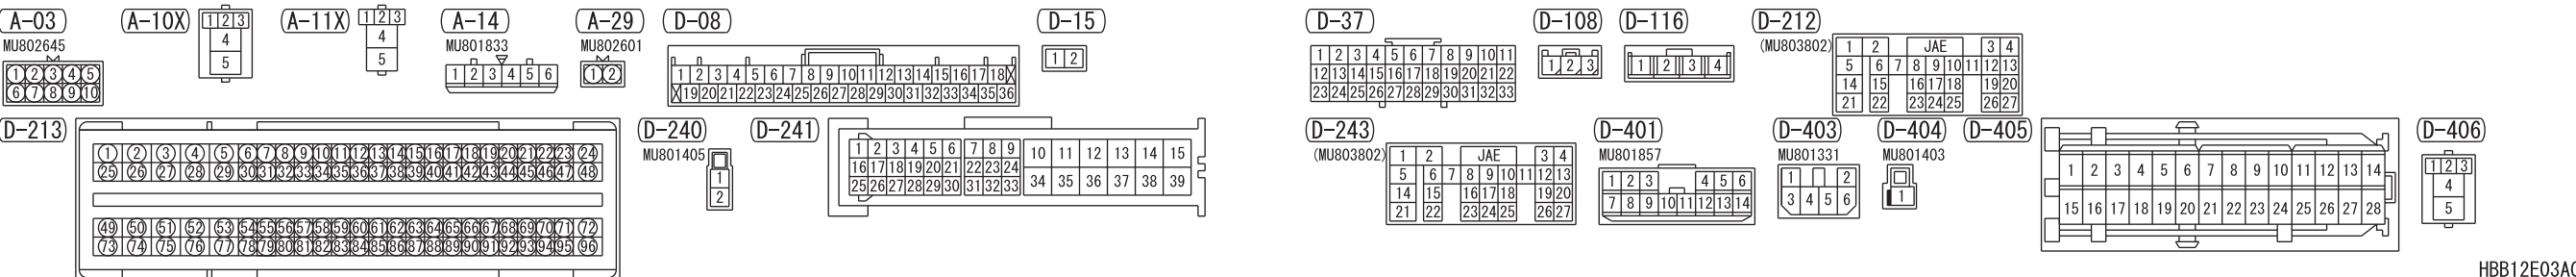 A-03 A-10X A-11X A-14 A-29 D-08 D-15 D-37 D-108 D-116 D-212
MU802645 MU801833 MU802601 (MU803802)
1 2 3 4 5
6 7 8 9 10
1 2 3
4
5
1 2 3
4
5
1 2 3 4 5 6
1 2
1 2 3 4 5 6 7 8 9 10 11 12 13 14 15 16 17 18
19 20 21 22 23 24 25 26 27 28 29 30 31 32 33 34 35 36
1 2
1 2 3 4 5 6 7 8 9 10 11
12 13 14 15 16 17 18 19 20 21 22
23 24 25 26 27 28 29 30 31 32 33
1 2 3
1 2 3 4
1 2 JAE 3 4
5 6 7 8 9 10 11 12 13
14 15 16 17 18 19 20
21 22 23 24 25 26 27
D-213 D-240 D-241 D-243 D-401 D-403 D-404 D-405 D-406
MU801405 (MU803802) MU801857 MU801331 MU801403
1 2 3 4 5 6 7 8 9 10 11 12 13 14 15 16 17 18 19 20 21 22 23 24
25 26 27 28 29 30 31 32 33 34 35 36 37 38 39 40 41 42 43 44 45 46 47 48
49 50 51 52 53 54 55 56 57 58 59 60 61 62 63 64 65 66 67 68 69 70 71 72
73 74 75 76 77 78 79 80 81 82 83 84 85 86 87 88 89 90 91 92 93 94 95 96
1
2
1 2 3 4 5 6 7 8 9 10 11 12 13 14 15
16 17 18 19 20 21 22 23 24 34 35 36 37 38 39
25 26 27 28 29 30 31 32 33
1 2 JAE 3 4
5 6 7 8 9 10 11 12 13
14 15 16 17 18 19 20
21 22 23 24 25 26 27
1 2 3 4 5 6
7 8 9 10 11 12 13 14
1 2
3 4 5 6
1
1 2 3 4 5 6 7 8 9 10 11 12 13 14
15 16 17 18 19 20 21 22 23 24 25 26 27 28
1 2 3
4
5